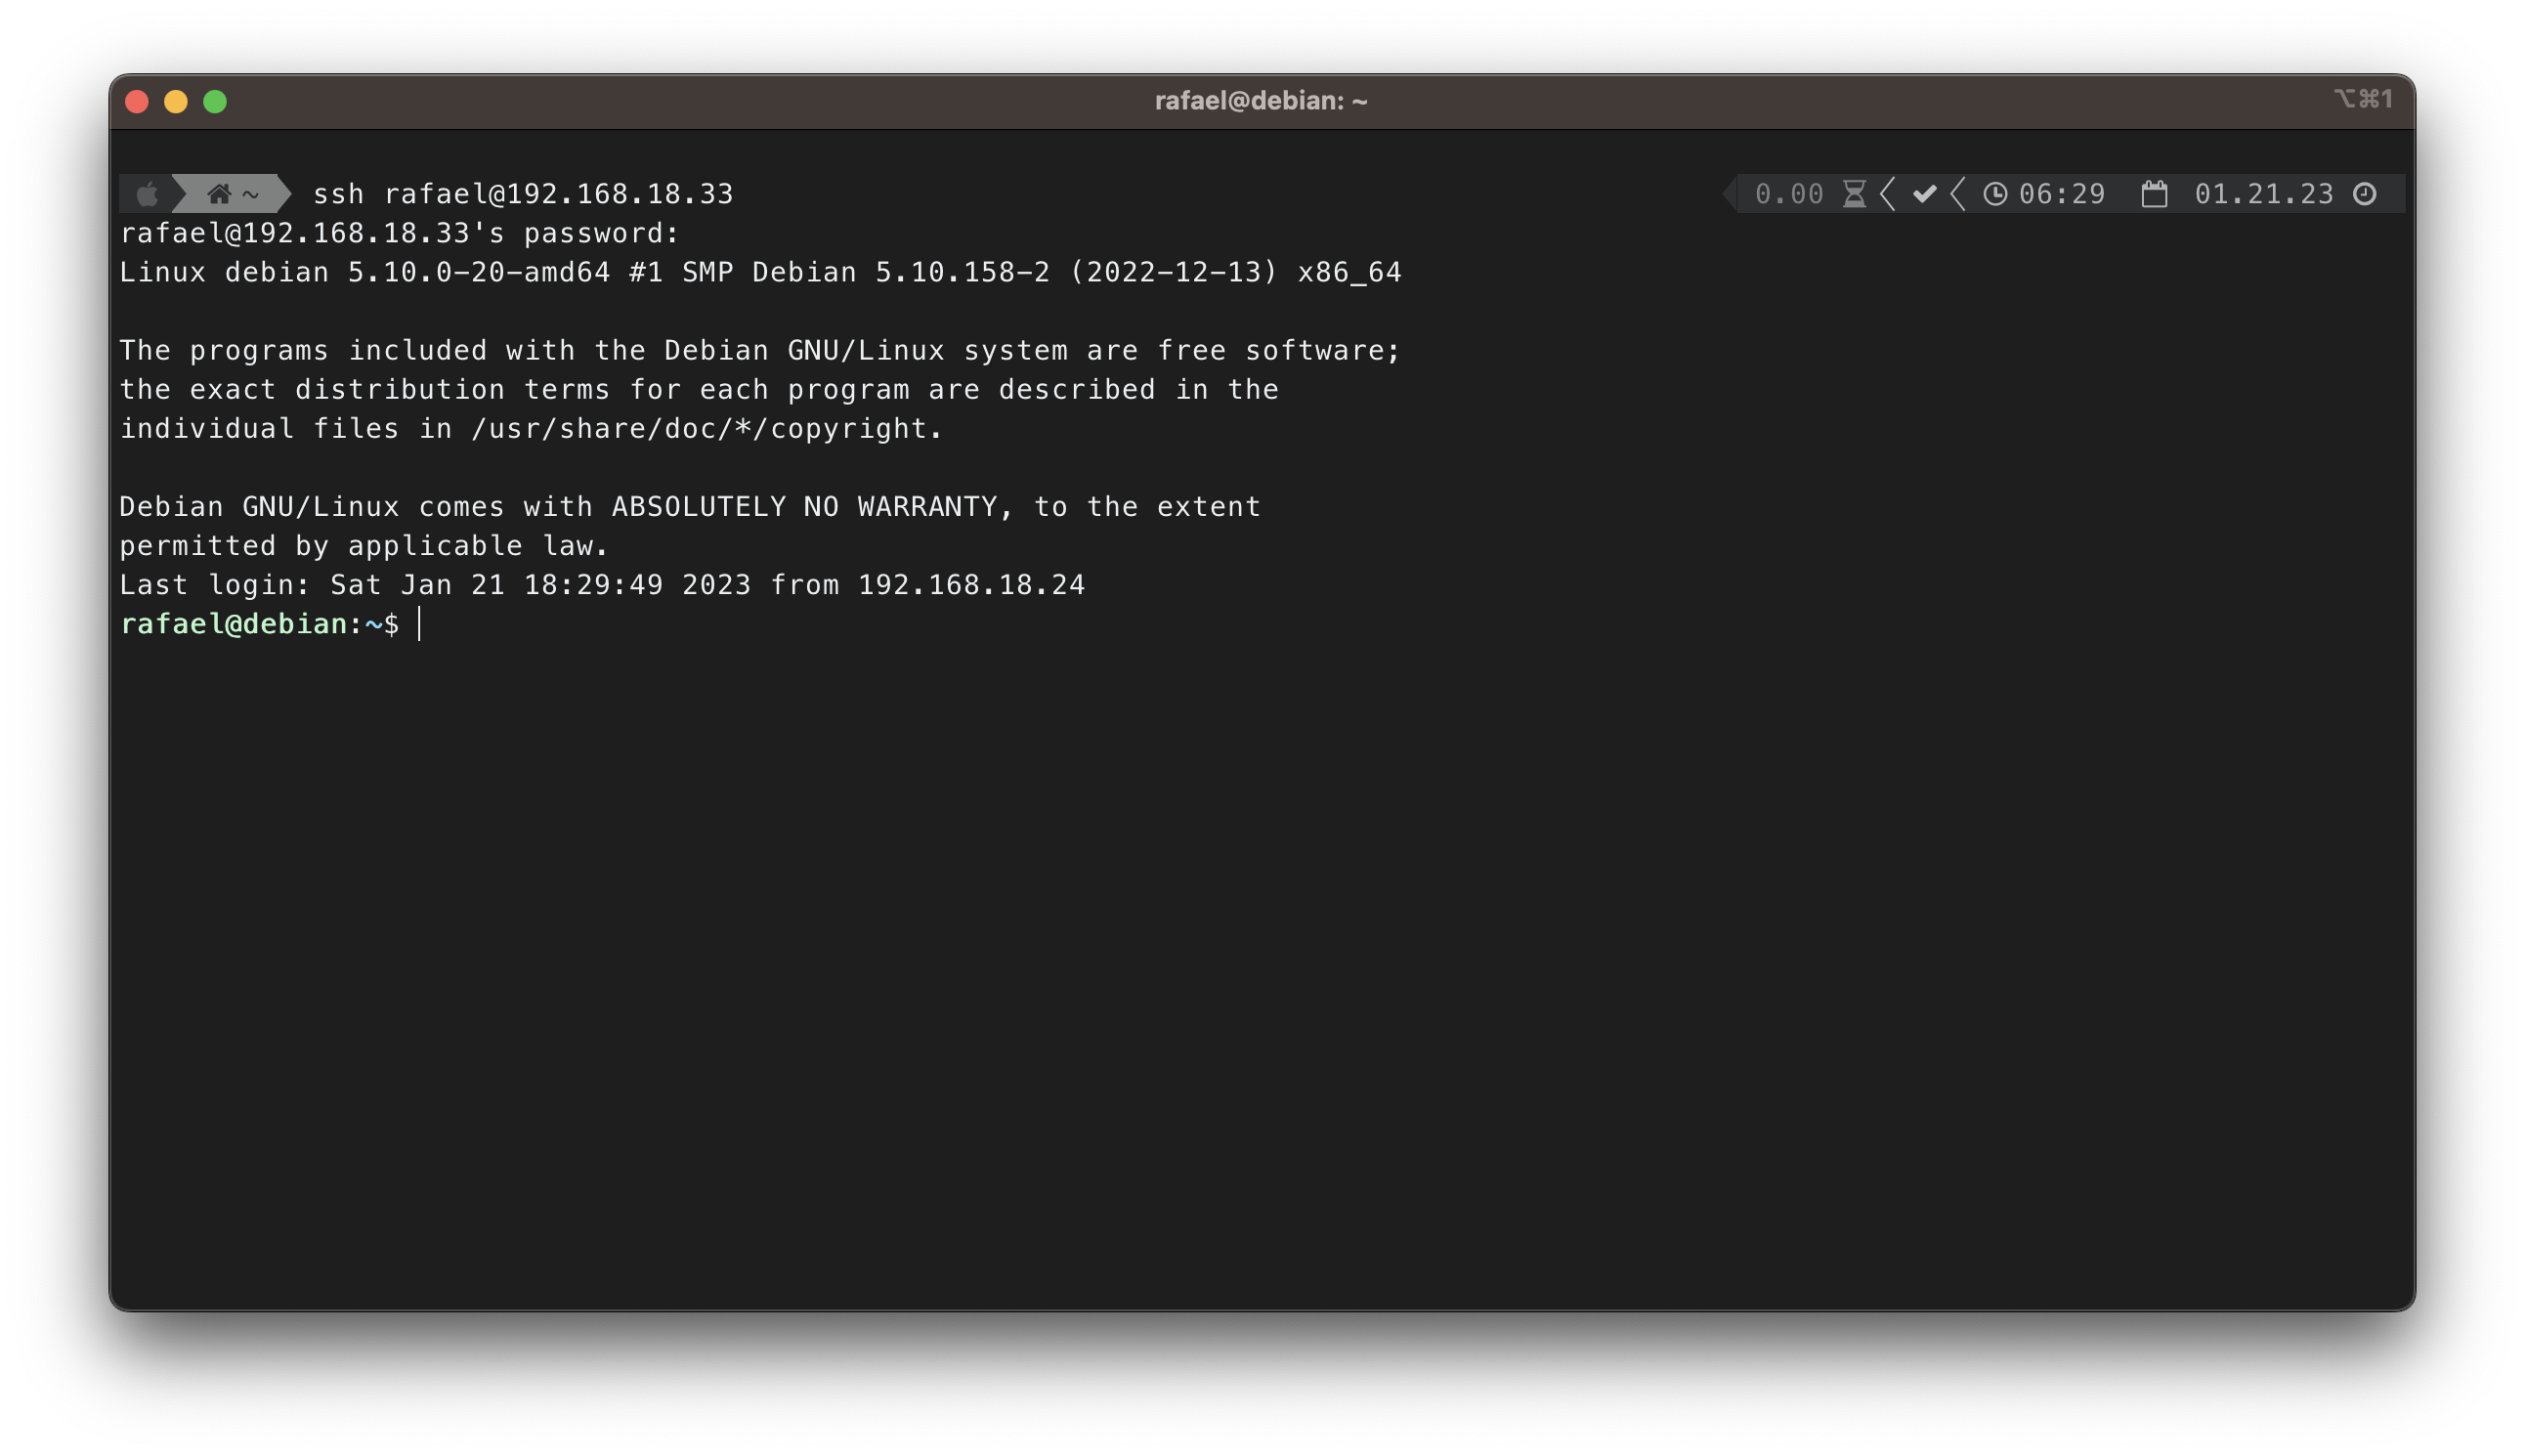 rafael@debian: ~
⌥⌘1
~ ssh rafael@192.168.18.33 0.00 06:29 01.21.23
rafael@192.168.18.33's password:
Linux debian 5.10.0-20-amd64 #1 SMP Debian 5.10.158-2 (2022-12-13) x86_64
The programs included with the Debian GNU/Linux system are free software;
the exact distribution terms for each program are described in the
individual files in /usr/share/doc/*/copyright.
Debian GNU/Linux comes with ABSOLUTELY NO WARRANTY, to the extent
permitted by applicable law.
Last login: Sat Jan 21 18:29:49 2023 from 192.168.18.24
rafael@debian:~$